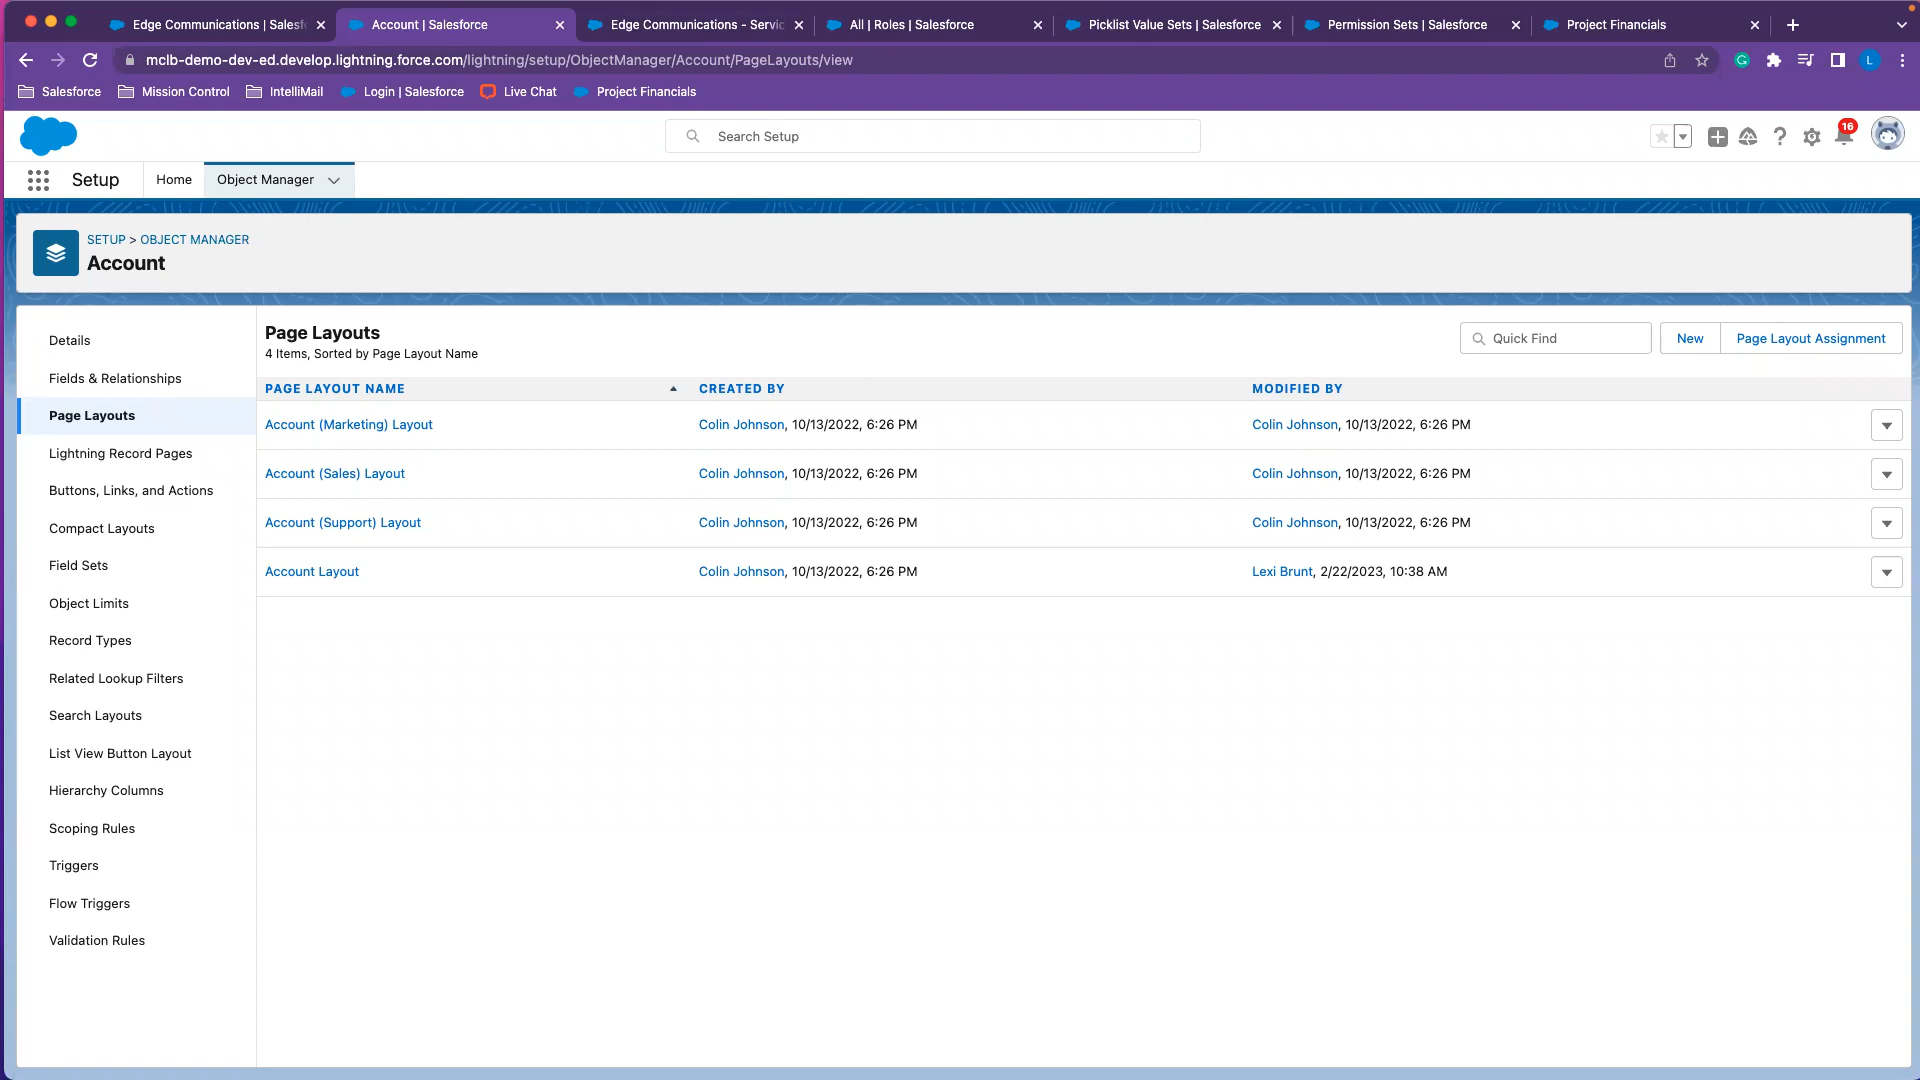 Edge Communications | Salesf
Account | Salesforce
Edge Communications - Servic
All | Roles | Salesforce
Picklist Value Sets | Salesforce
Permission Sets | Salesforce
Project Financials
mclb-demo-dev-ed.develop.lightning.force.com/lightning/setup/ObjectManager/Account/PageLayouts/view
L
Salesforce
Mission Control
IntelliMail
Login | Salesforce
Live Chat
Project Financials
Search Setup
16
Setup
Home
Object Manager
SETUP > OBJECT MANAGER
Account
Details
Fields & Relationships
Page Layouts
Lightning Record Pages
Buttons, Links, and Actions
Compact Layouts
Field Sets
Object Limits
Record Types
Related Lookup Filters
Search Layouts
List View Button Layout
Hierarchy Columns
Scoping Rules
Triggers
Flow Triggers
Validation Rules
Page Layouts
4 Items, Sorted by Page Layout Name
Quick Find
New
Page Layout Assignment
PAGE LAYOUT NAME CREATED BY MODIFIED BY
Account (Marketing) Layout Colin Johnson, 10/13/2022, 6:26 PM Colin Johnson, 10/13/2022, 6:26 PM
Account (Sales) Layout Colin Johnson, 10/13/2022, 6:26 PM Colin Johnson, 10/13/2022, 6:26 PM
Account (Support) Layout Colin Johnson, 10/13/2022, 6:26 PM Colin Johnson, 10/13/2022, 6:26 PM
Account Layout Colin Johnson, 10/13/2022, 6:26 PM Lexi Brunt, 2/22/2023, 10:38 AM